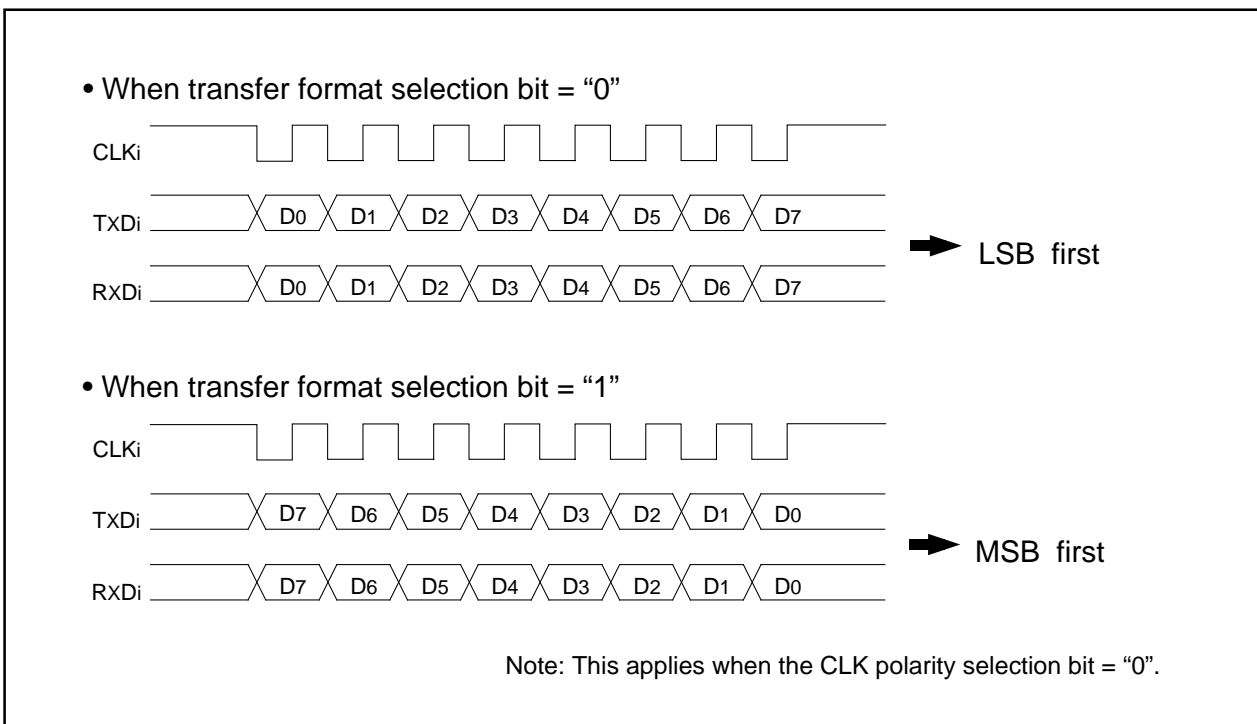 • When transfer format selection bit = “0”
CLKi
TXDi D0 D1 D2 D3 D4 D5 D6 D7
LSB first
RXDi D0 D1 D2 D3 D4 D5 D6 D7
• When transfer format selection bit = “1”
CLKi
TXDi D7 D6 D5 D4 D3 D2 D1 D0
MSB first
RXDi D7 D6 D5 D4 D3 D2 D1 D0
Note: This applies when the CLK polarity selection bit = “0”.